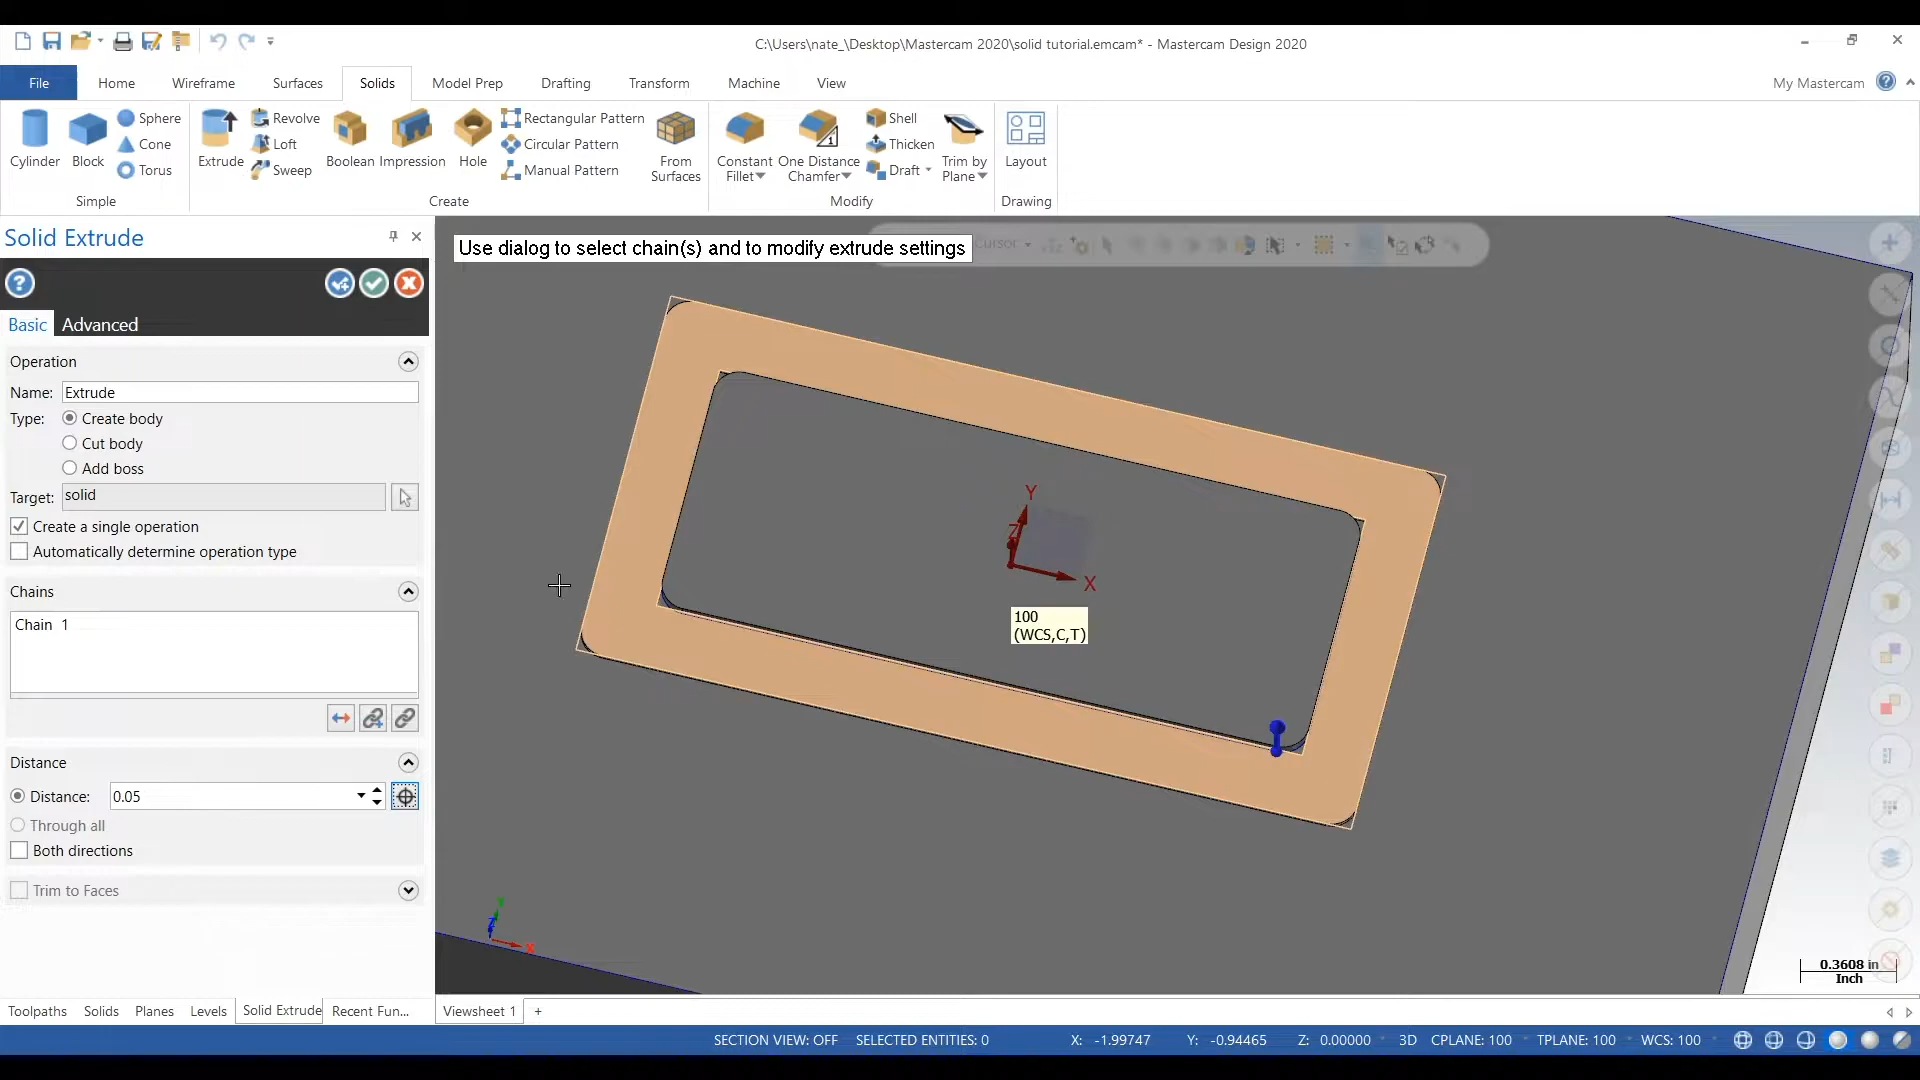 C:\Users\nate_\Desktop\Mastercam 2020\solid tutorial.emcam* - Mastercam Design 2020
File Home Wireframe Surfaces Solids Model Prep Drafting Transform Machine View My Mastercam
Cylinder Block Sphere Cone Torus
Simple
Extrude Revolve Loft Sweep Boolean Impression Hole Rectangular Pattern Circular Pattern Manual Pattern From Surfaces
Create
Constant Fillet One Distance Chamfer Shell Thicken Draft Trim by Plane
Modify
Layout
Drawing
Solid Extrude
Use dialog to select chain(s) and to modify extrude settings
Cursor
Basic Advanced
Operation
Name: Extrude
Type: Create body
Cut body
Add boss
Target: solid
Create a single operation
Automatically determine operation type
Chains
Chain 1
Distance
Distance: 0.05
Through all
Both directions
Trim to Faces
Y
Z
X
100
(WCS,C,T)
Y
Z
X
0.3608 in
Inch
Toolpaths Solids Planes Levels Solid Extrude Recent Fun... Viewsheet 1 +
SECTION VIEW: OFF SELECTED ENTITIES: 0 X: -1.99747 Y: -0.94465 Z: 0.00000 3D CPLANE: 100 TPLANE: 100 WCS: 100